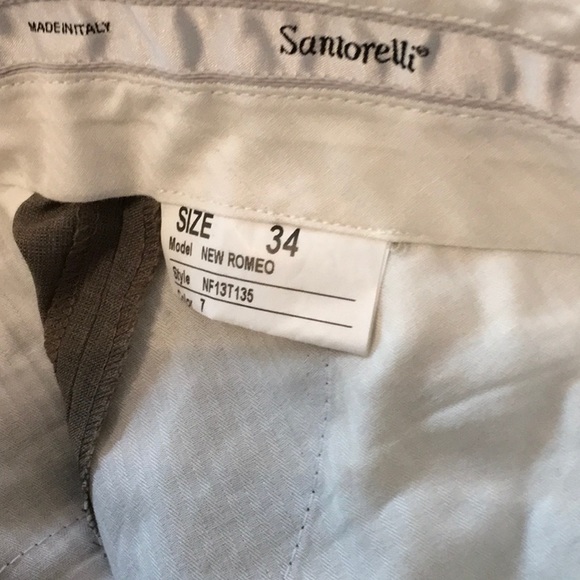 MADE IN ITALY
Santorelli®
SIZE 34
Model NEW ROMEO
Style NF13T135
Color 7